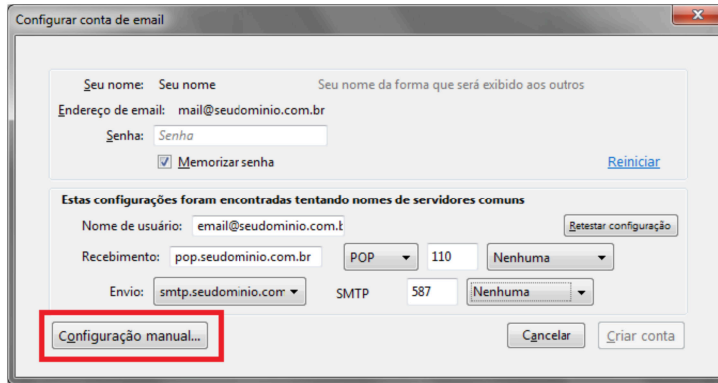 Configurar conta de email
Seu nome: Seu nome Seu nome da forma que será exibido aos outros
Endereço de email: mail@seudominio.com.br
Senha: Senha
Memorizar senha Reiniciar
Estas configurações foram encontradas tentando nomes de servidores comuns
Nome de usuário: email@seudominio.com.b Retestar configuração
Recebimento: pop.seudominio.com.br POP 110 Nenhuma
Envio: smtp.seudominio.com SMTP 587 Nenhuma
Configuração manual... Cancelar Criar conta